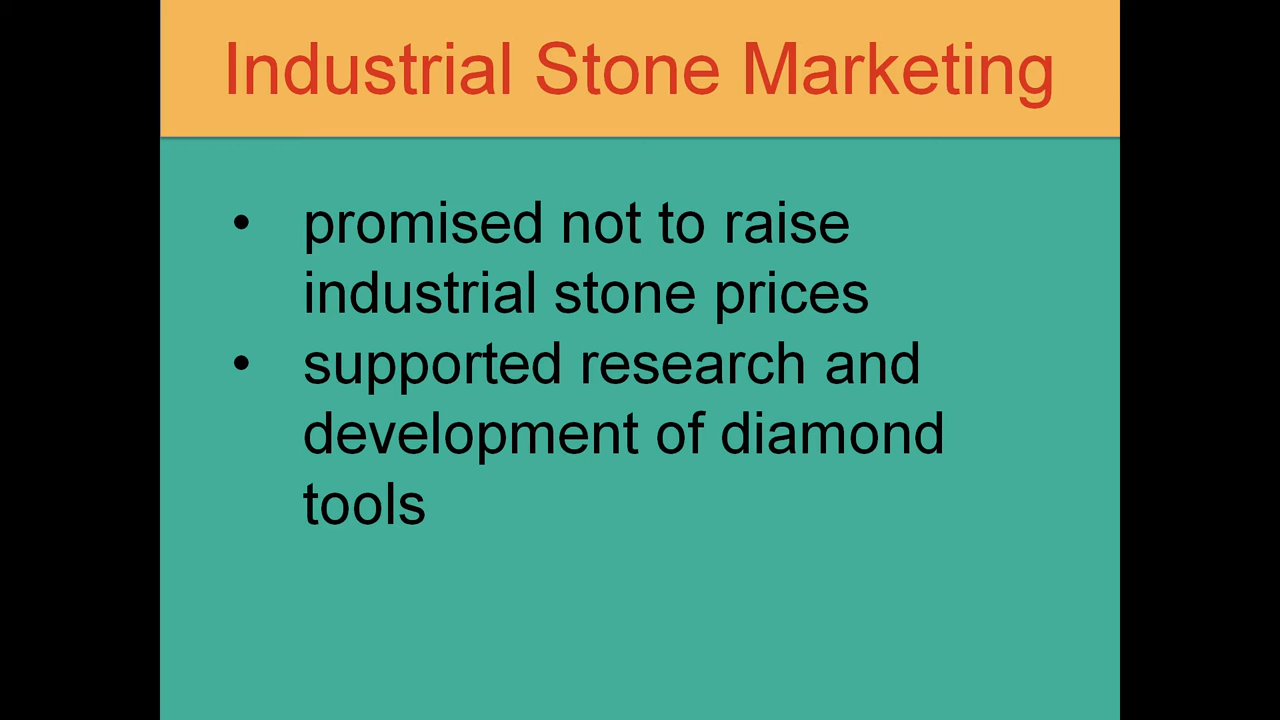 Industrial Stone Marketing
• promised not to raise
industrial stone prices
• supported research and
development of diamond
tools